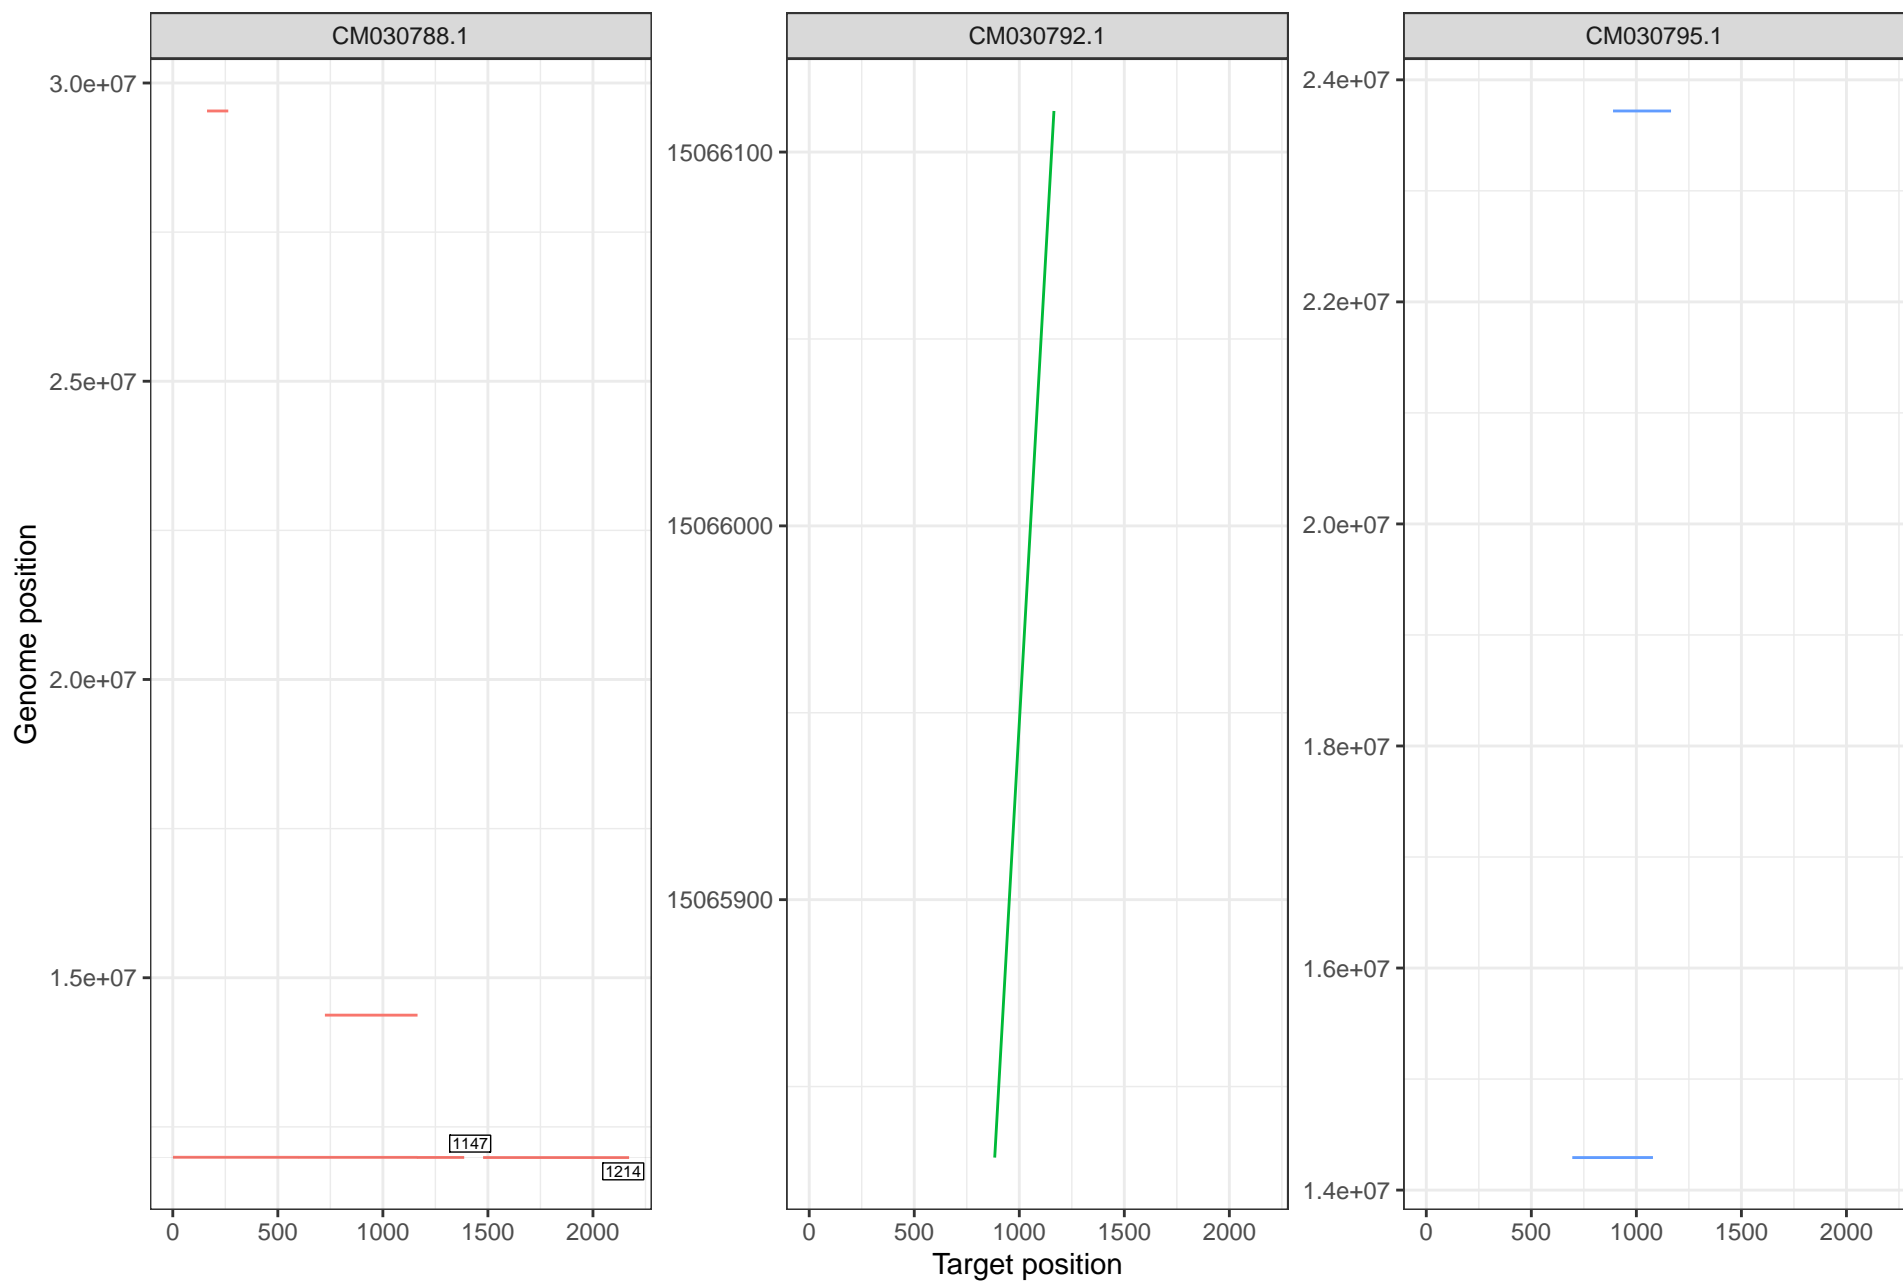 CM030788.1
CM030792.1
CM030795.1
Genome position
3.0e+07
2.5e+07
2.0e+07
1.5e+07
1147
1214
0 500 1000 1500 2000
15066100
15066000
15065900
0 500 1000 1500 2000
2.4e+07
2.2e+07
2.0e+07
1.8e+07
1.6e+07
1.4e+07
0 500 1000 1500 2000
Target position